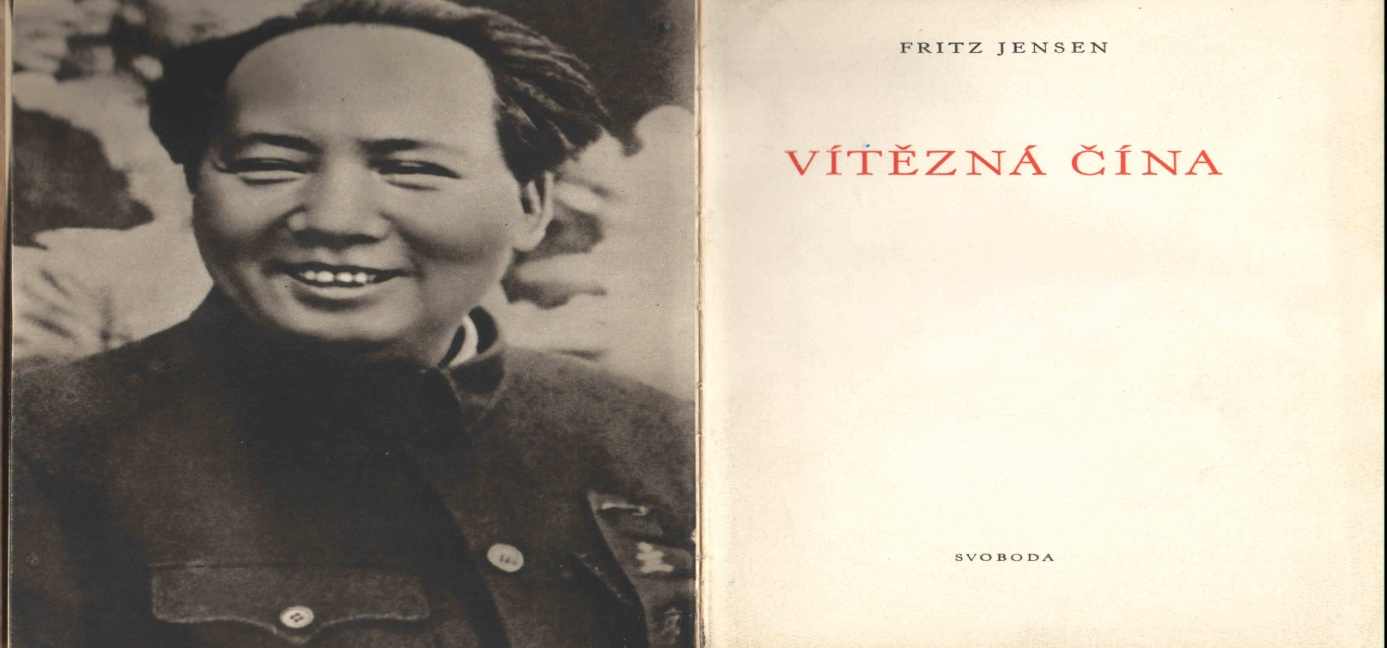 FRITZ JENSEN
VÍTĚZNÁ ČÍNA
SVOBODA